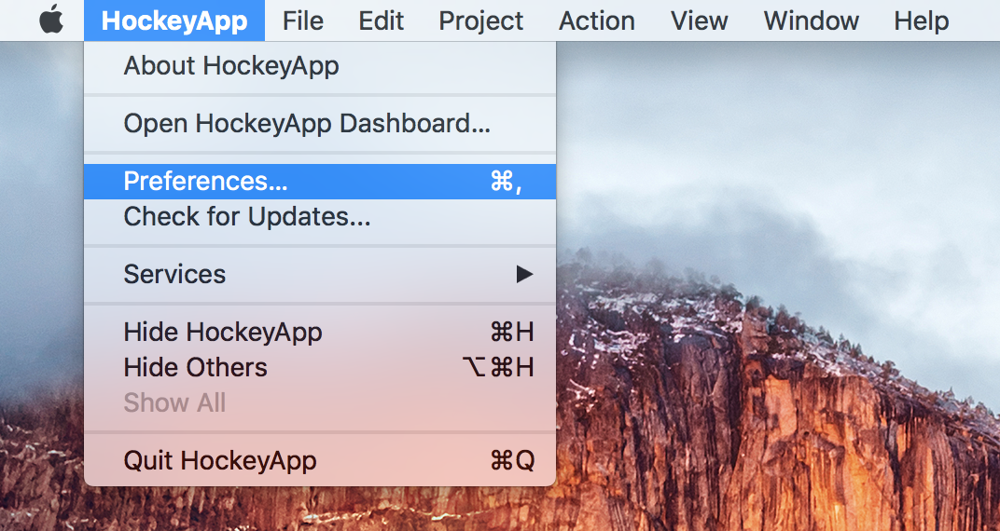 HockeyApp File Edit Project Action View Window Help
About HockeyApp
Open HockeyApp Dashboard...
Preferences... ⌘,
Check for Updates...
Services ▶
Hide HockeyApp ⌘H
Hide Others ⌥⌘H
Show All
Quit HockeyApp ⌘Q